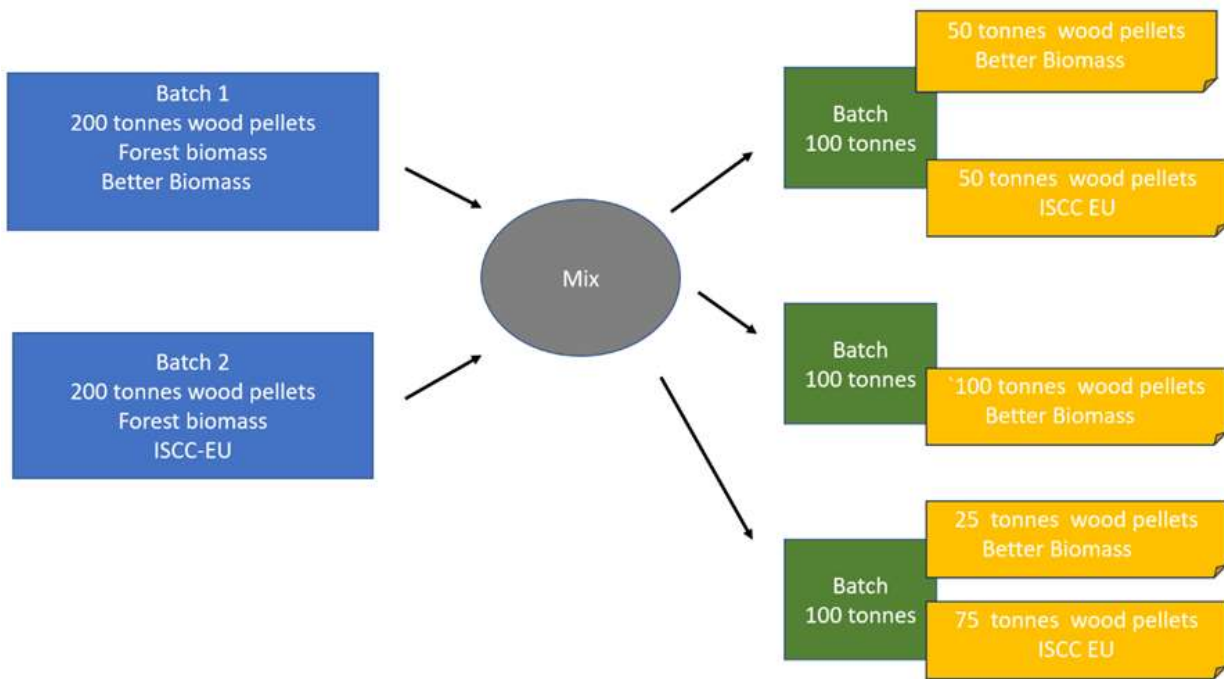 Batch 1
200 tonnes wood pellets
Forest biomass
Better Biomass
Batch 2
200 tonnes wood pellets
Forest biomass
ISCC-EU
Mix
Batch
100 tonnes
50 tonnes wood pellets
Better Biomass
50 tonnes wood pellets
ISCC EU
Batch
100 tonnes
`100 tonnes wood pellets
Better Biomass
Batch
100 tonnes
25 tonnes wood pellets
Better Biomass
75 tonnes wood pellets
ISCC EU